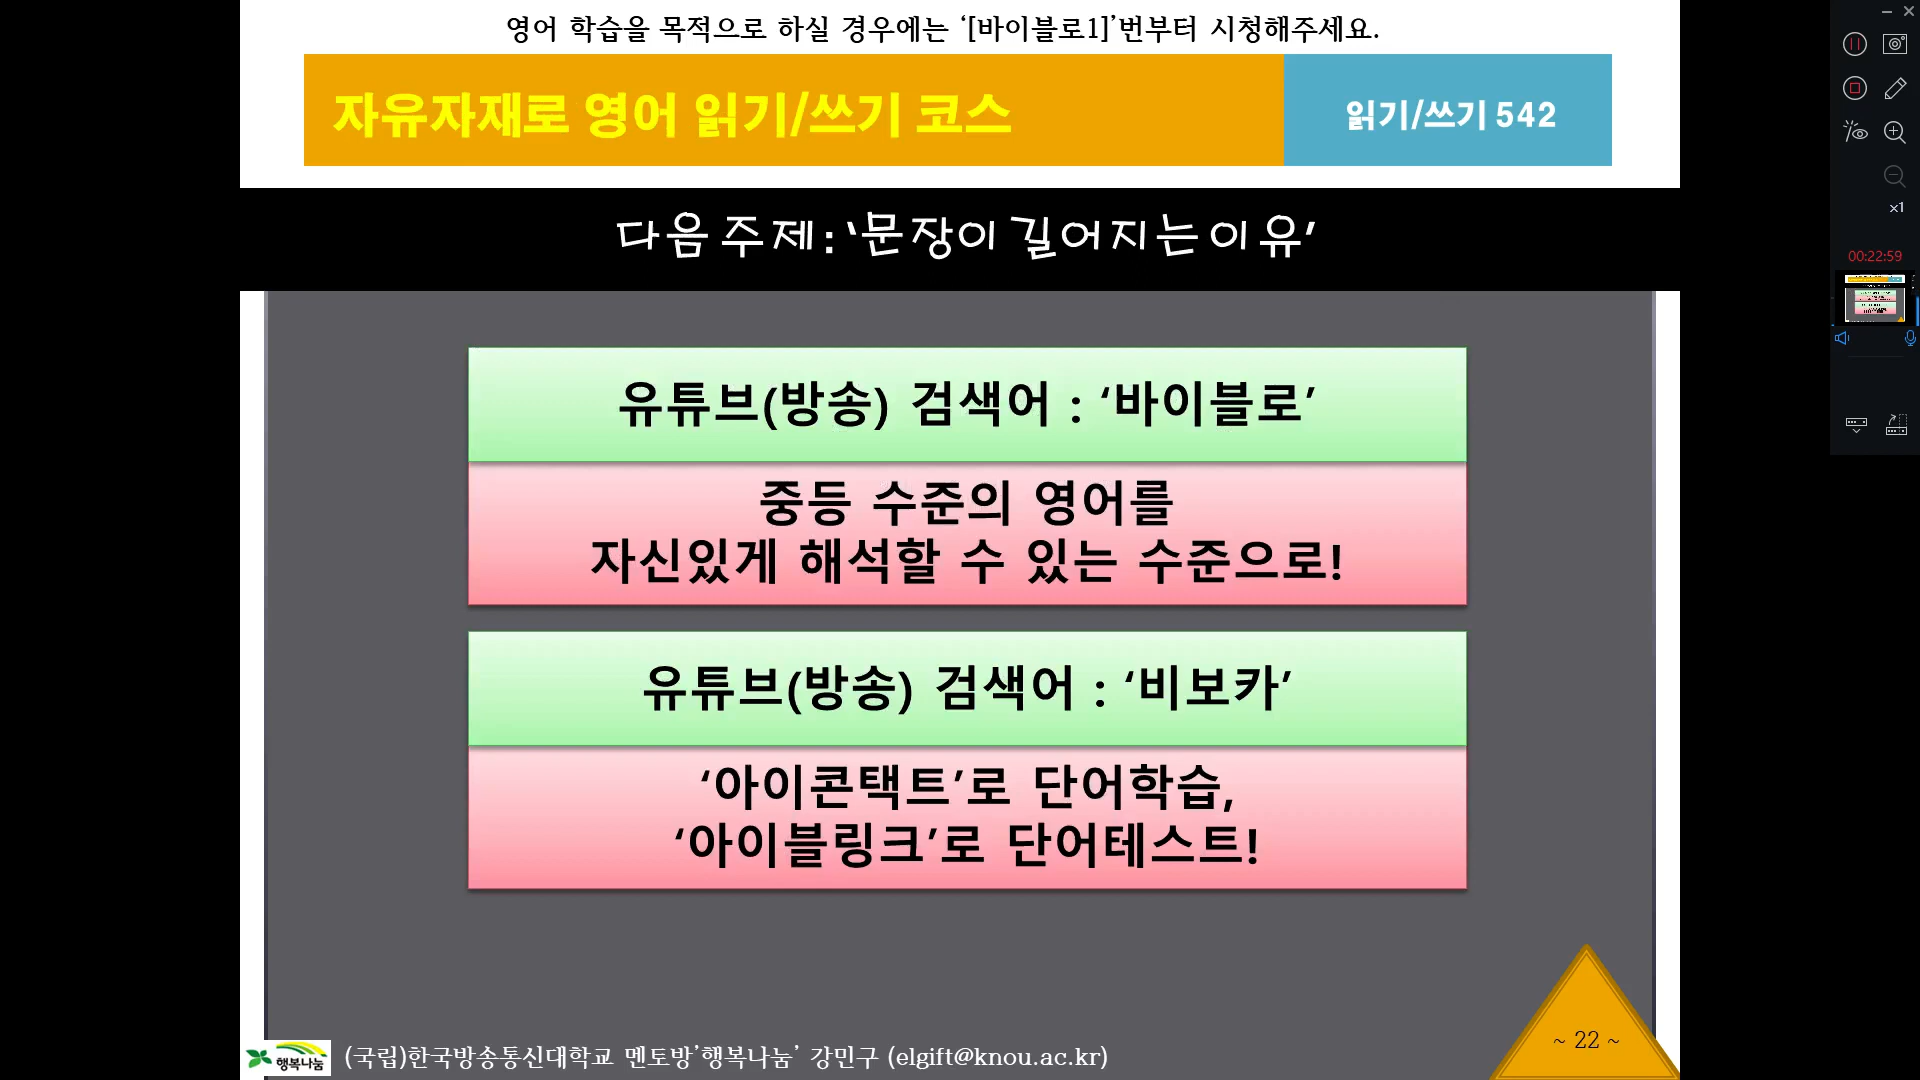 영어 학습을 목적으로 하실 경우에는 ‘[바이블로1]’번부터 시청해주세요.
자유자재로 영어 읽기/쓰기 코스
읽기/쓰기 542
다음 주제 : ‘문장이 길어지는 이유’
유튜브(방송) 검색어 : ‘바이블로’
중등 수준의 영어를
자신있게 해석할 수 있는 수준으로!
유튜브(방송) 검색어 : ‘비보카’
‘아이콘택트’로 단어학습,
‘아이블링크’로 단어테스트!
x1
00:22:59
행복나눔
(국립)한국방송통신대학교 멘토방’행복나눔’ 강민구 (elgift@knou.ac.kr)
~ 22 ~